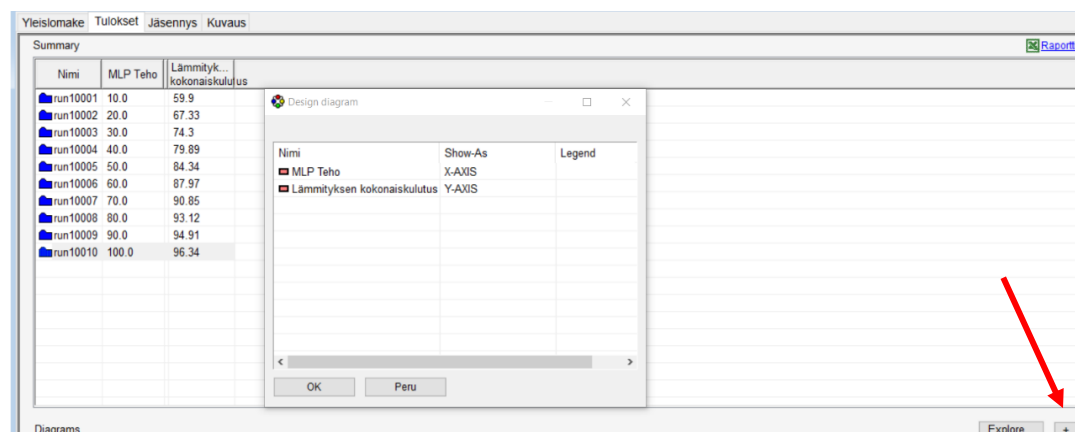 Yleislomake Tulokset Jäsennys Kuvaus
Summary
Nimi MLP Teho Lämmityk... kokonaiskulutus
run10001 10.0 59.9
run10002 20.0 67.33
run10003 30.0 74.3
run10004 40.0 79.89
run10005 50.0 84.34
run10006 60.0 87.97
run10007 70.0 90.85
run10008 80.0 93.12
run10009 90.0 94.91
run10010 100.0 96.34
Design diagram
Nimi Show-As Legend
MLP Teho X-AXIS
Lämmityksen kokonaiskulutus Y-AXIS
OK Peru
Diagrams Explore... +